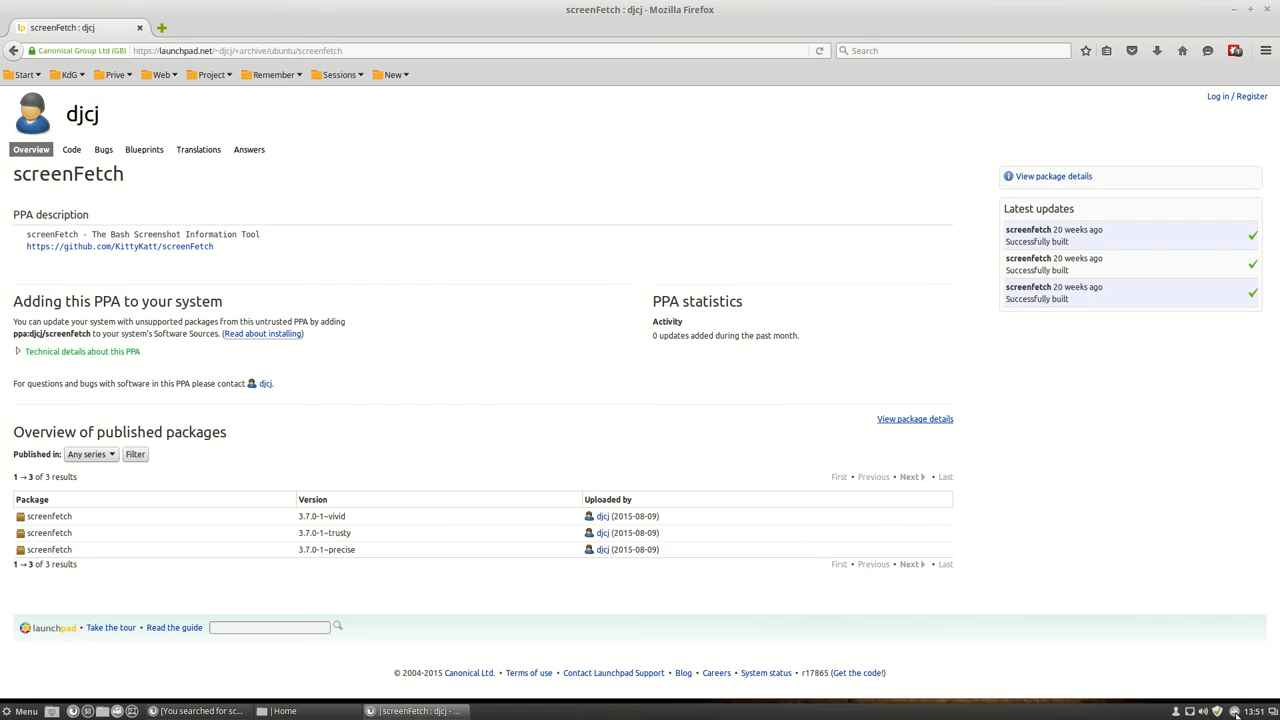 screenFetch : djcj - Mozilla Firefox
screenFetch : djcj
Canonical Group Ltd (GB) https://launchpad.net/~djcj/+archive/ubuntu/screenfetch Search
Start KdG Prive Web Project Remember Sessions New
Log in / Register
djcj
Overview Code Bugs Blueprints Translations Answers
screenFetch
View package details
PPA description
screenFetch - The Bash Screenshot Information Tool
https://github.com/KittyKatt/screenFetch
Latest updates
screenfetch 20 weeks ago
Successfully built
screenfetch 20 weeks ago
Successfully built
screenfetch 20 weeks ago
Successfully built
Adding this PPA to your system
You can update your system with unsupported packages from this untrusted PPA by adding
ppa:djcj/screenfetch to your system's Software Sources. (Read about installing)
Technical details about this PPA
For questions and bugs with software in this PPA please contact djcj.
PPA statistics
Activity
0 updates added during the past month.
View package details
Overview of published packages
Published in: Any series Filter
1 → 3 of 3 results First • Previous • Next • Last
Package Version Uploaded by
screenfetch 3.7.0-1~vivid djcj (2015-08-09)
screenfetch 3.7.0-1~trusty djcj (2015-08-09)
screenfetch 3.7.0-1~precise djcj (2015-08-09)
1 → 3 of 3 results First • Previous • Next • Last
launchpad • Take the tour • Read the guide
© 2004-2015 Canonical Ltd. • Terms of use • Contact Launchpad Support • Blog • Careers • System status • r17865 (Get the code!)
Menu [You searched for sc... [Home [screenFetch : djcj - ... 13:51